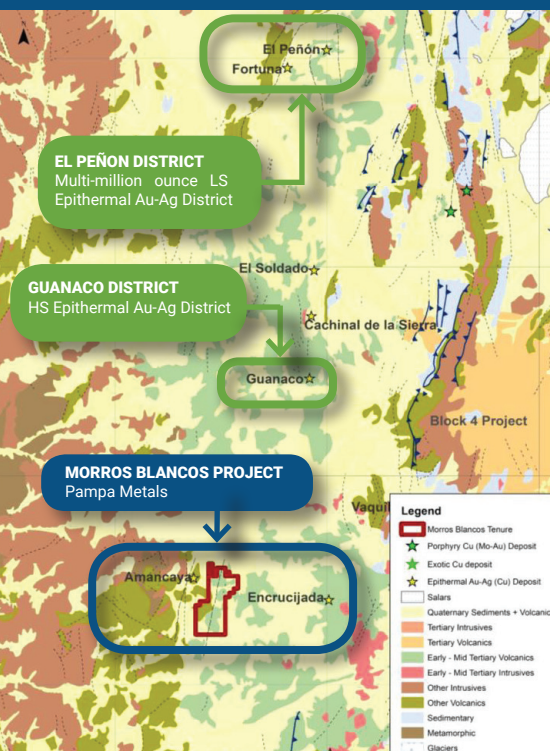 El Peñón
Fortuna
EL PEÑON DISTRICT
Multi-million ounce LS
Epithermal Au-Ag District
El Soldado
GUANACO DISTRICT
HS Epithermal Au-Ag District
Cachinal de la Sierra
Guanaco
Block 4 Project
MORROS BLANCOS PROJECT
Pampa Metals
Vaquil
Amancaya
Encrucijada
Legend
Morros Blancos Tenure
Porphyry Cu (Mo-Au) Deposit
Exotic Cu deposit
Epithermal Au-Ag (Cu) Deposit
Salars
Quaternary Sediments + Volcanic
Tertiary Intrusives
Tertiary Volcanics
Early - Mid Tertiary Volcanics
Early - Mid Tertiary Intrusives
Other Intrusives
Other Volcanics
Sedimentary
Metamorphic
Glaciers